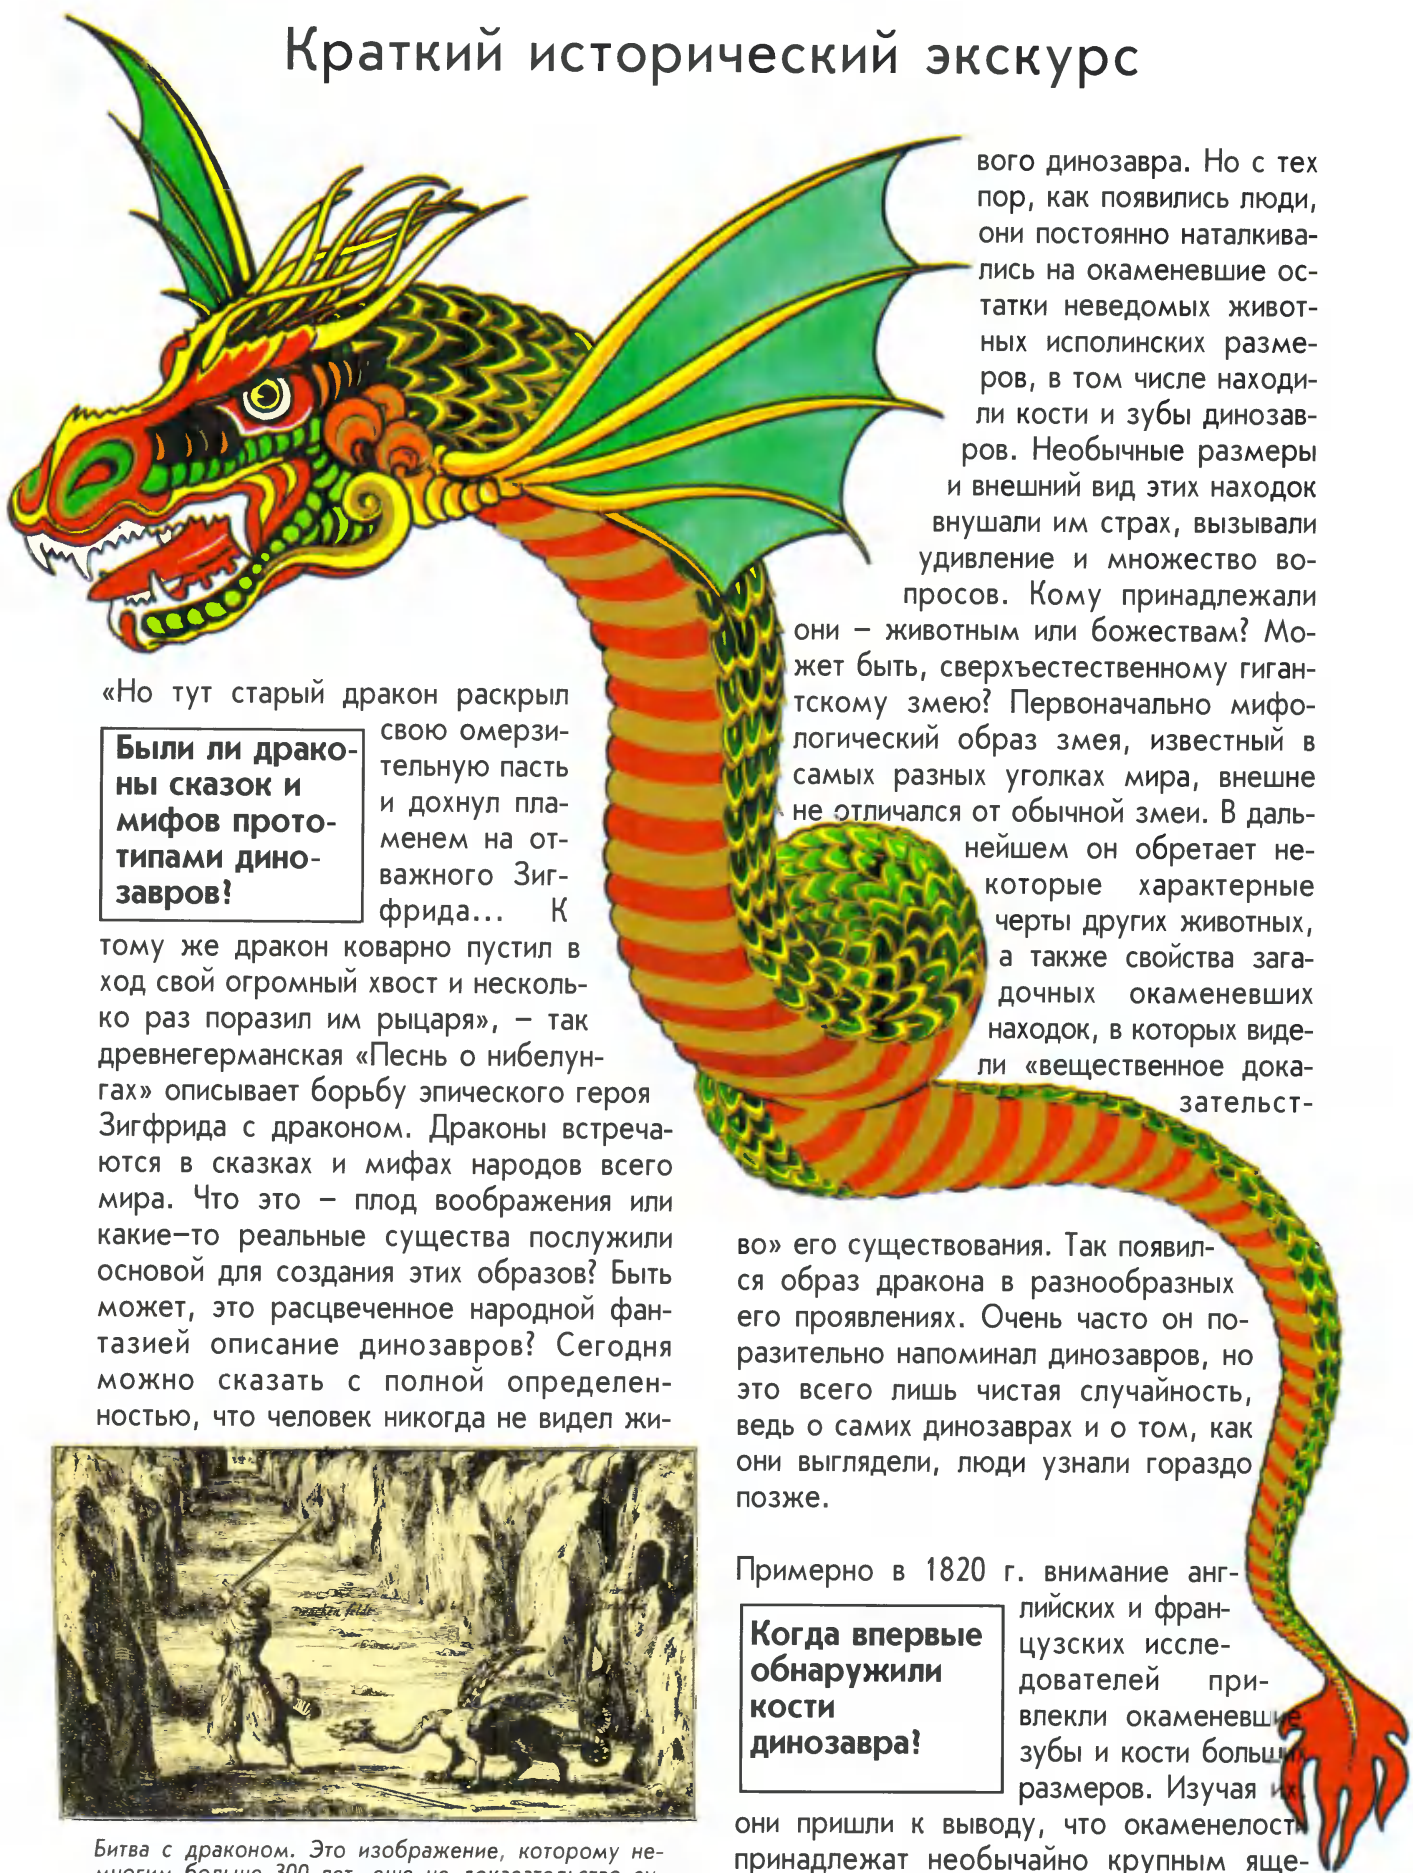 Краткий исторический экскурс
«Но тут старый дракон раскрыл
Были ли драко-
ны сказок и
мифов прото-
типами дино-
завров?
свою омерзи-
тельную пасть
и дохнул пла-
менем на от-
важного Зиг-
фрида... К
тому же дракон коварно пустил в
ход свой огромный хвост и несколь-
ко раз поразил им рыцаря», – так
древнегерманская «Песнь о нибелун-
гах» описывает борьбу эпического героя
Зигфрида с драконом. Драконы встреча-
ются в сказках и мифах народов всего
мира. Что это – плод воображения или
какие–то реальные существа послужили
основой для создания этих образов? Быть
может, это расцвеченное народной фан-
тазией описание динозавров? Сегодня
можно сказать с полной определен-
ностью, что человек никогда не видел жи-
Битва с драконом. Это изображение, которому не-
многим больше 300 лет, еще не доказательство су-
вого динозавра. Но с тех
пор, как появились люди,
они постоянно наталкива-
лись на окаменевшие ос-
татки неведомых живот-
ных исполинских разме-
ров, в том числе находи-
ли кости и зубы динозав-
ров. Необычные размеры
и внешний вид этих находок
внушали им страх, вызывали
удивление и множество во-
просов. Кому принадлежали
они – животным или божествам? Мо-
жет быть, сверхъестественному гиган-
тскому змею? Первоначально мифо-
логический образ змея, известный в
самых разных уголках мира, внешне
не отличался от обычной змеи. В даль-
нейшем он обретает не-
которые характерные
черты других животных,
а также свойства зага-
дочных окаменевших
находок, в которых виде-
ли «вещественное дока-
зательст-
во» его существования. Так появил-
ся образ дракона в разнообразных
его проявлениях. Очень часто он по-
разительно напоминал динозавров, но
это всего лишь чистая случайность,
ведь о самих динозаврах и о том, как
они выглядели, люди узнали гораздо
позже.
Примерно в 1820 г. внимание анг-
Когда впервые
обнаружили
кости
динозавра?
лийских и фран-
цузских иссле-
дователей при-
влекли окаменевшие
зубы и кости больших
размеров. Изучая их,
они пришли к выводу, что окаменелости
принадлежат необычайно крупным яще-